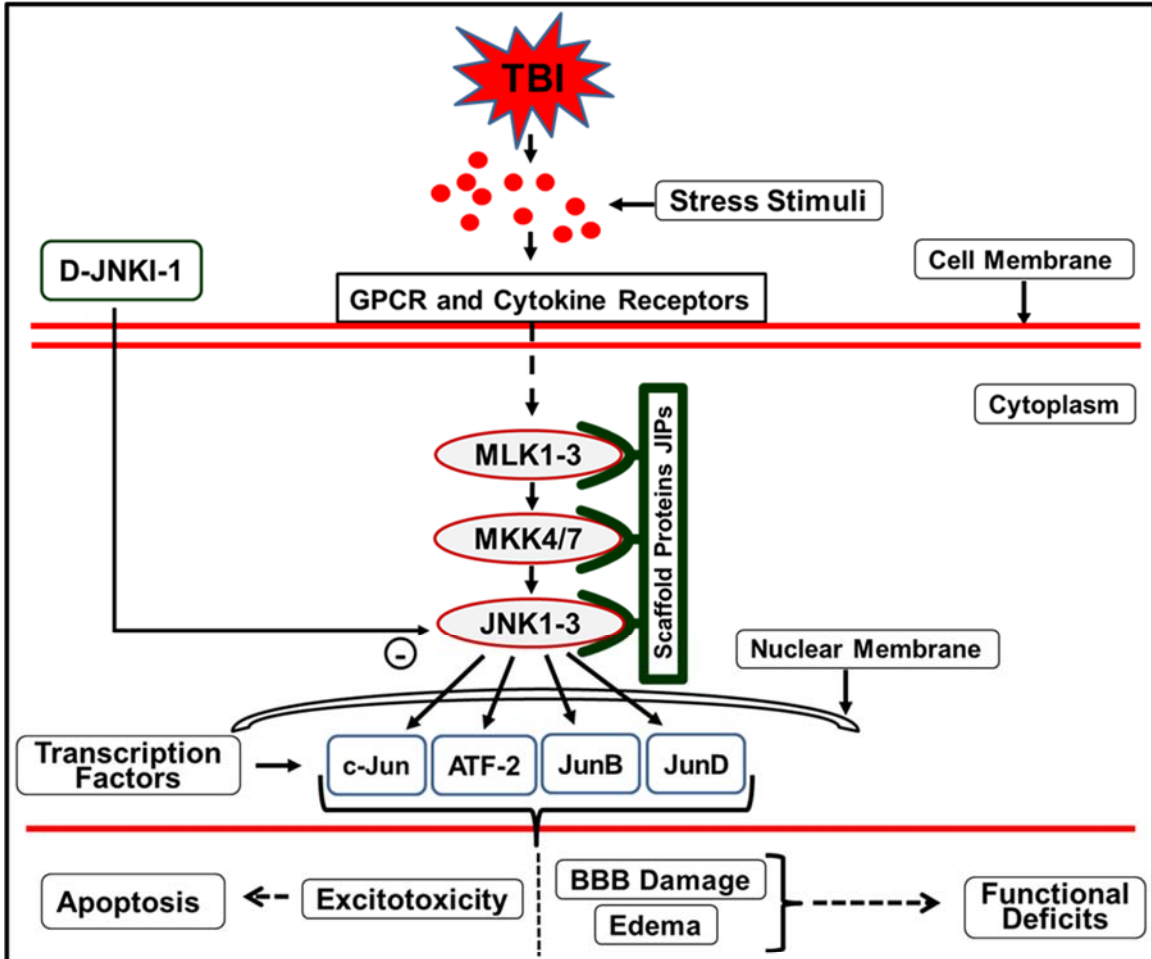 TBI
Stress Stimuli
D-JNKI-1
Cell Membrane
GPCR and Cytokine Receptors
Cytoplasm
MLK1-3
Scaffold Proteins JIPs
MKK4/7
JNK1-3
-
Nuclear Membrane
Transcription
Factors
c-Jun
ATF-2
JunB
JunD
Apoptosis
Excitotoxicity
BBB Damage
Edema
Functional
Deficits